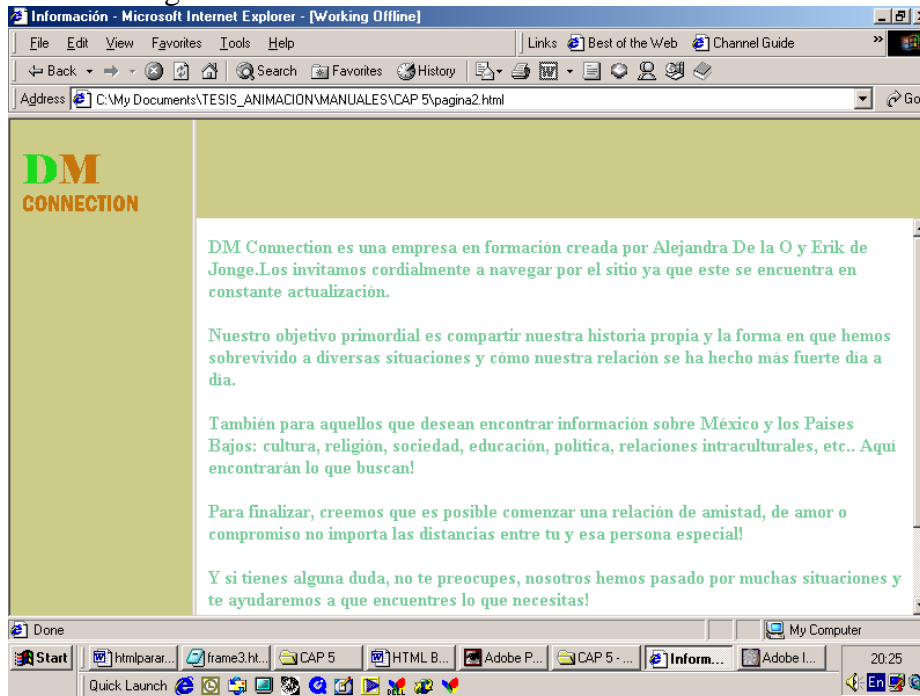 Información - Microsoft Internet Explorer - [Working Offline]
File Edit View Favorites Tools Help
Links Best of the Web Channel Guide »
Back Search Favorites History
Address C:\My Documents\TESIS_ANIMACION\MANUALES\CAP 5\pagina2.html Go
DM
CONNECTION
DM Connection es una empresa en formación creada por Alejandra De la O y Erik de
Jonge.Los invitamos cordialmente a navegar por el sitio ya que este se encuentra en
constante actualización.
Nuestro objetivo primordial es compartir nuestra historia propia y la forma en que hemos
sobrevivido a diversas situaciones y cómo nuestra relación se ha hecho más fuerte día a
día.
También para aquellos que desean encontrar información sobre México y los Paises
Bajos: cultura, religión, sociedad, educación, política, relaciones intraculturales, etc.. Aquí
encontrarán lo que buscan!
Para finalizar, creemos que es posible comenzar una relación de amistad, de amor o
compromiso no importa las distancias entre tu y esa persona especial!
Y si tienes alguna duda, no te preocupes, nosotros hemos pasado por muchas situaciones y
te ayudaremos a que encuentres lo que necesitas!
Done My Computer
Start htmlparar... frame3.ht... CAP 5 HTML B... Adobe P... CAP 5 - ... Inform... Adobe I... 20:25
Quick Launch En